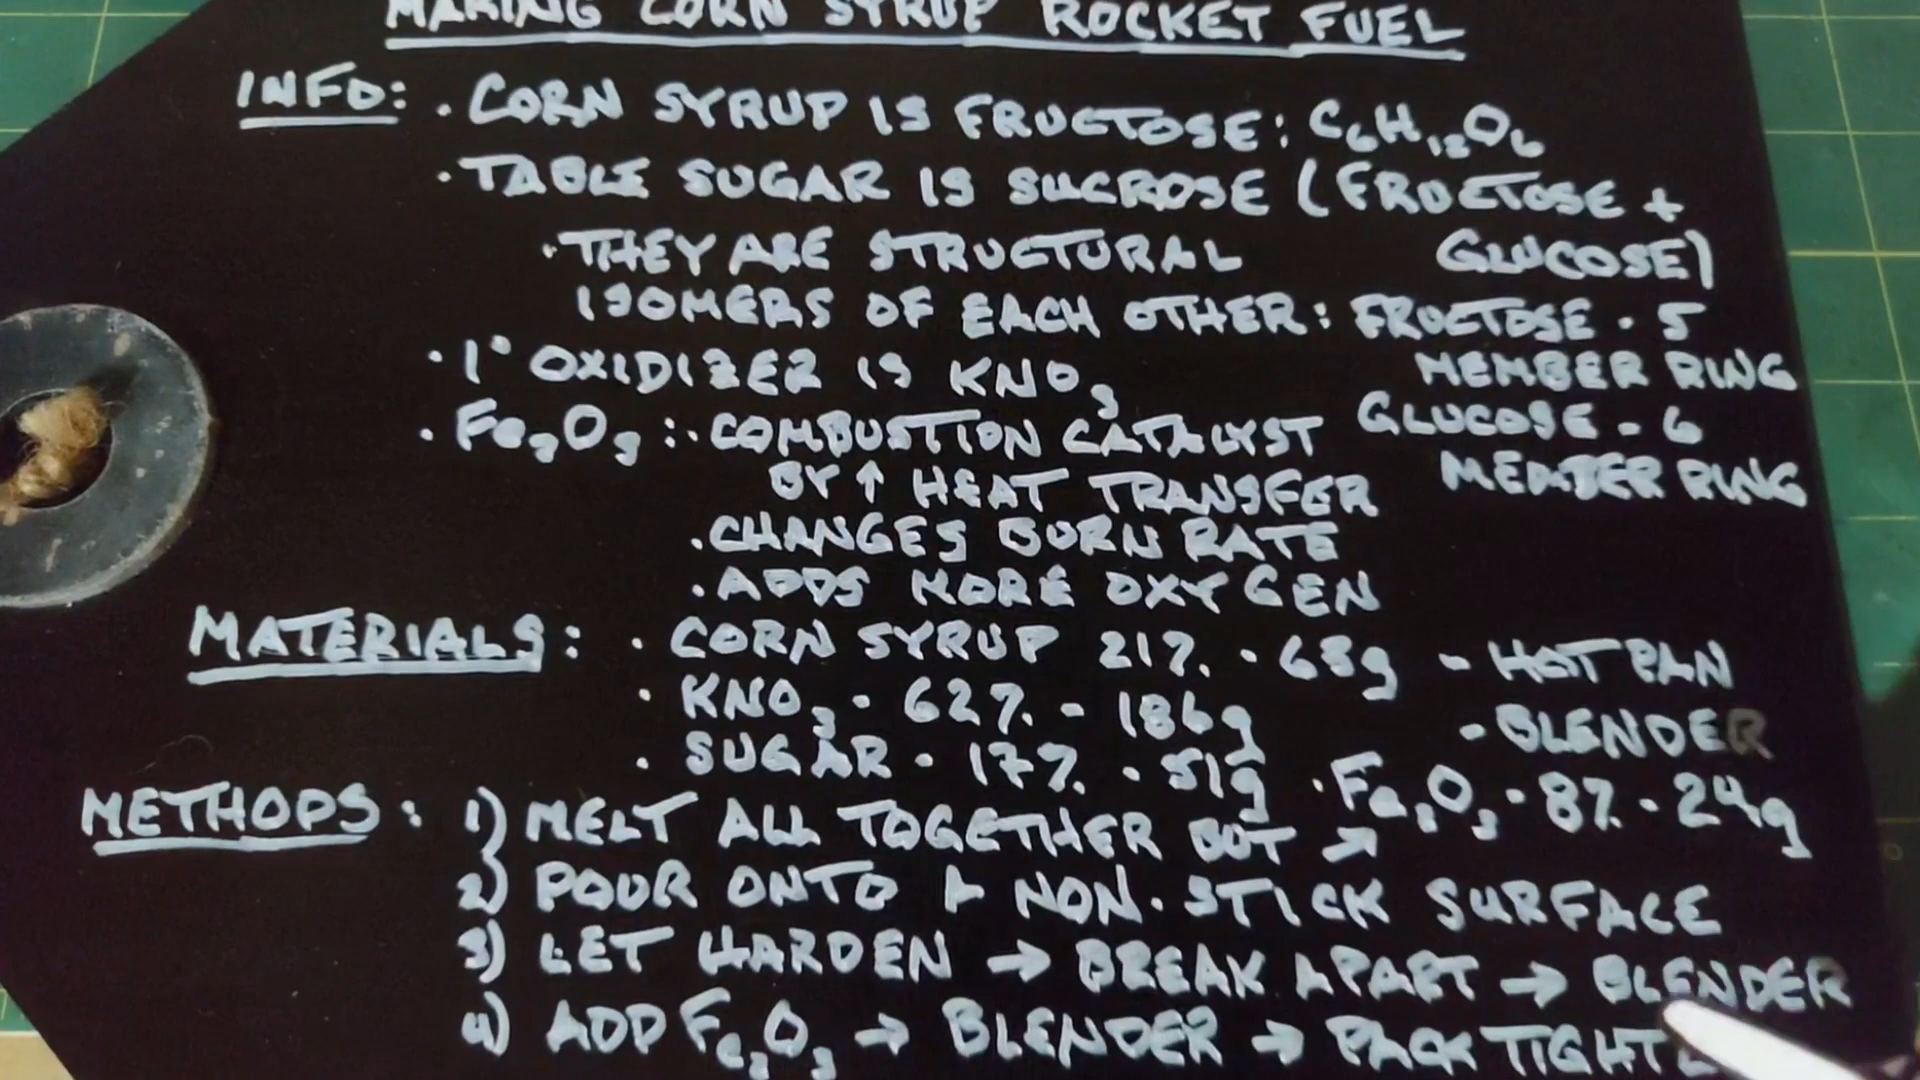 MAKING CORN SYRUP ROCKET FUEL
INFO: · CORN SYRUP IS FRUCTOSE: C6H12O6
· TABLE SUGAR IS SUCROSE (FRUCTOSE +
GLUCOSE)
· THEY ARE STRUCTURAL
ISOMERS OF EACH OTHER: FRUCTOSE - 5
MEMBER RING
GLUCOSE - 6
MEMBER RING
· 1° OXIDIZER IS KNO3
· Fe2O3: · COMBUSTION CATALYST
BY ↑ HEAT TRANSFER
· CHANGES BURN RATE
· ADDS MORE OXYGEN
MATERIALS: · CORN SYRUP 21% - 63g - HOT PAN
· KNO3 - 62% - 186g - BLENDER
· SUGAR - 17% - 51g · Fe2O3 - 8% - 24g
METHODS: 1) MELT ALL TOGETHER BUT ↗
2) POUR ONTO A NON-STICK SURFACE
3) LET HARDEN → BREAK APART → BLENDER
4) ADD Fe2O3 → BLENDER → PACK TIGHT